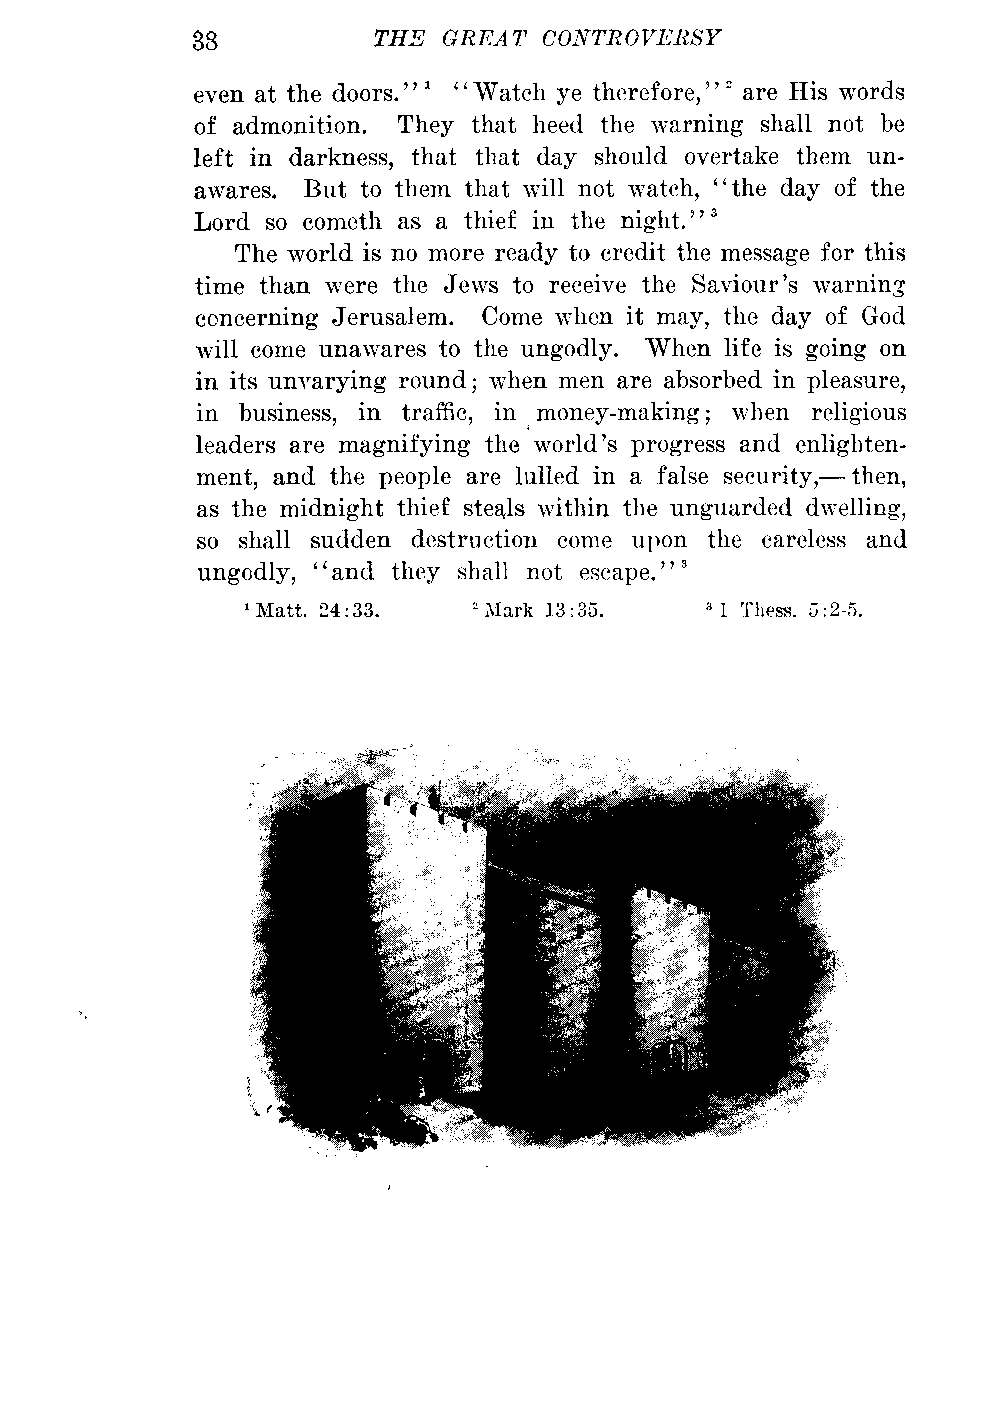 38 THE GREAT CONTROVERSY
even at the doors.''¹ ``Watch ye therefore,''² are His words
of admonition. They that heed the warning shall not be
left in darkness, that that day should overtake them un-
awares. But to them that will not watch, ``the day of the
Lord so cometh as a thief in the night.''³
The world is no more ready to credit the message for this
time than were the Jews to receive the Saviour's warning
concerning Jerusalem. Come when it may, the day of God
will come unawares to the ungodly. When life is going on
in its unvarying round; when men are absorbed in pleasure,
in business, in traffic, in money-making; when religious
leaders are magnifying the world's progress and enlighten-
ment, and the people are lulled in a false security,— then,
as the midnight thief steals within the unguarded dwelling,
so shall sudden destruction come upon the careless and
ungodly, ``and they shall not escape.''³
¹ Matt. 24:33. ² Mark 13:35. ³ 1 Thess. 5:2-5.